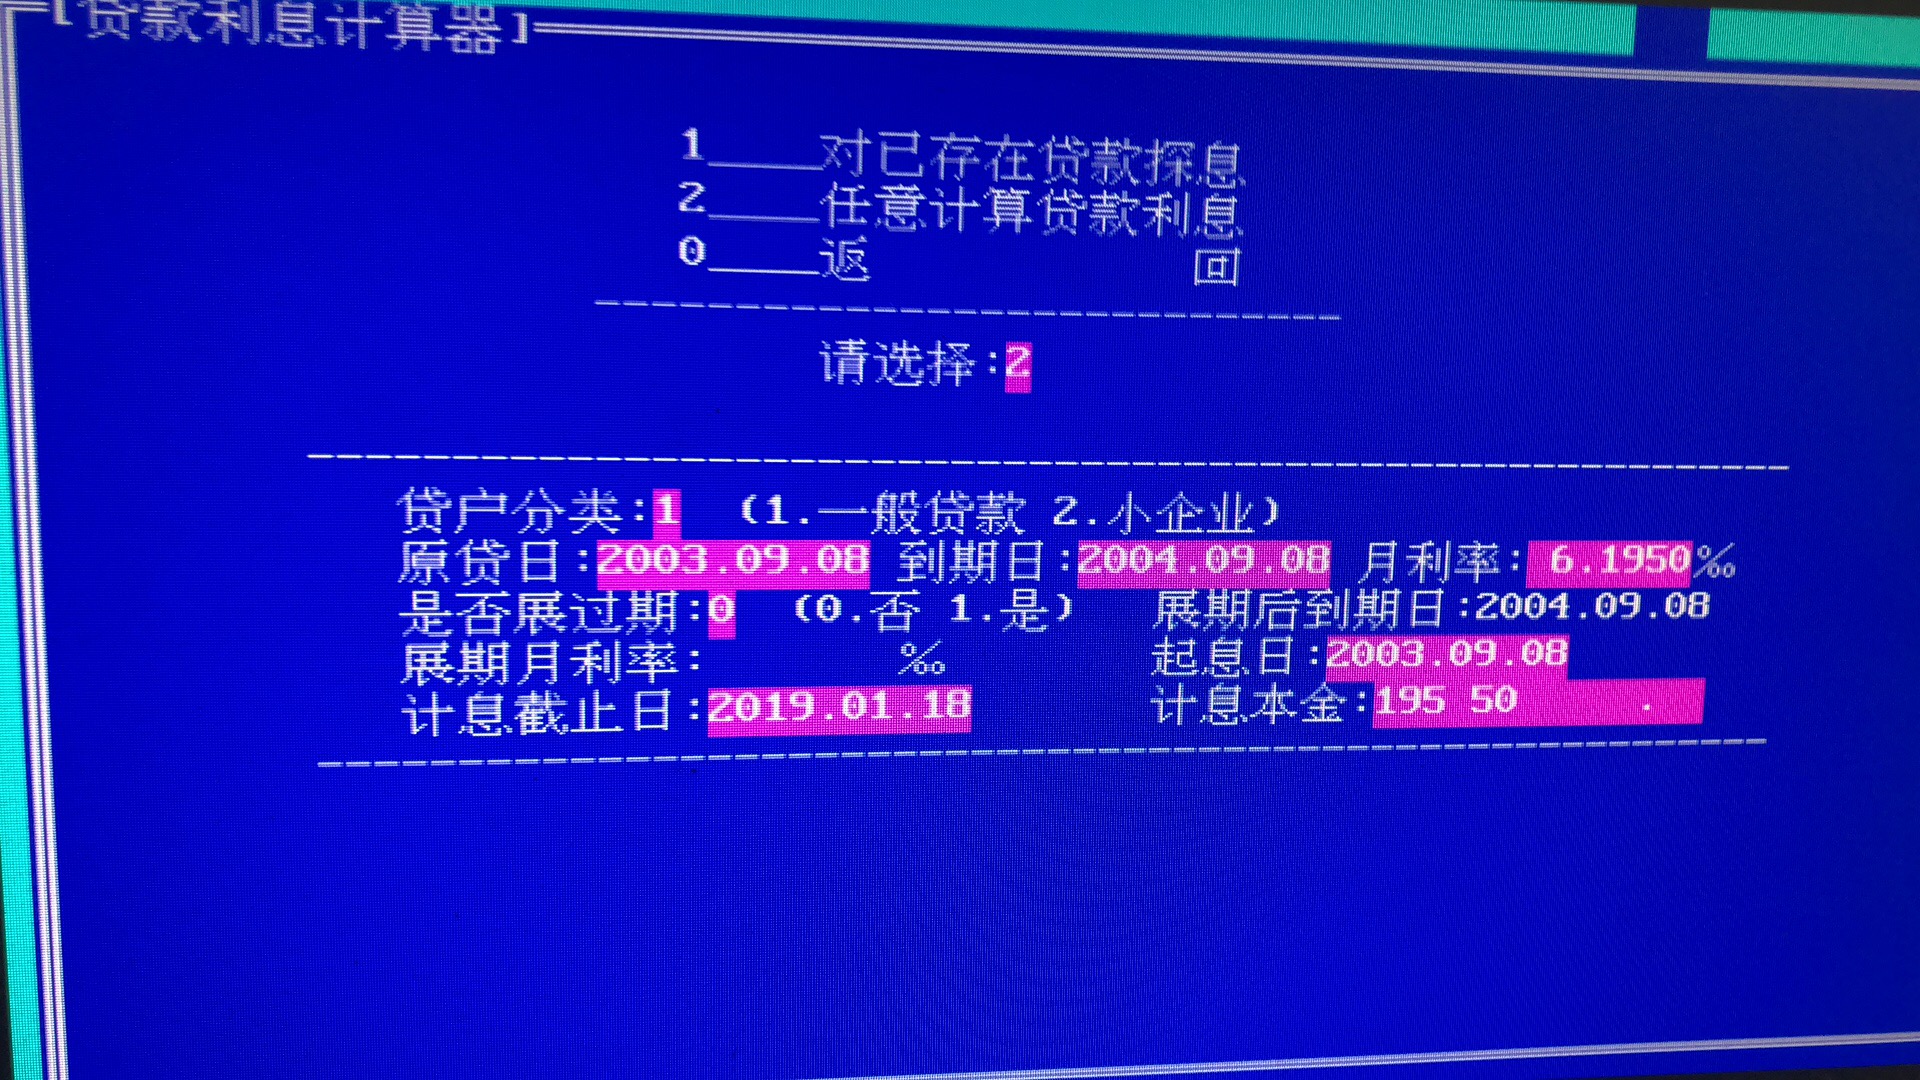 [贷款利息计算器]
1____对已存在贷款探息
2____任意计算贷款利息
0____返 回
请选择:2
贷户分类:1 (1.一般贷款 2.小企业)
原贷日:2003.09.08 到期日:2004.09.08 月利率: 6.1950‰
是否展过期:0 (0.否 1.是) 展期后到期日:2004.09.08
展期月利率: ‰ 起息日:2003.09.08
计息截止日:2019.01.18 计息本金:195 50 .